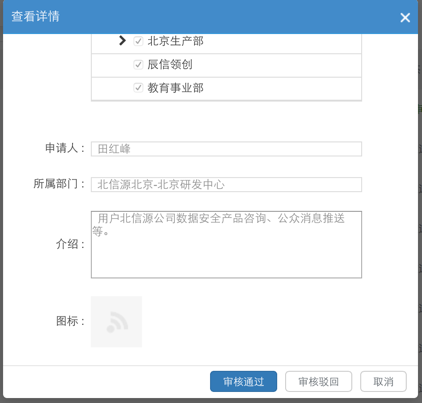 查看详情
北京生产部
辰信领创
教育事业部
申请人： 田红峰
所属部门： 北信源北京-北京研发中心
介绍： 用户北信源公司数据安全产品咨询、公众消息推送
等。
图标：
审核通过 审核驳回 取消